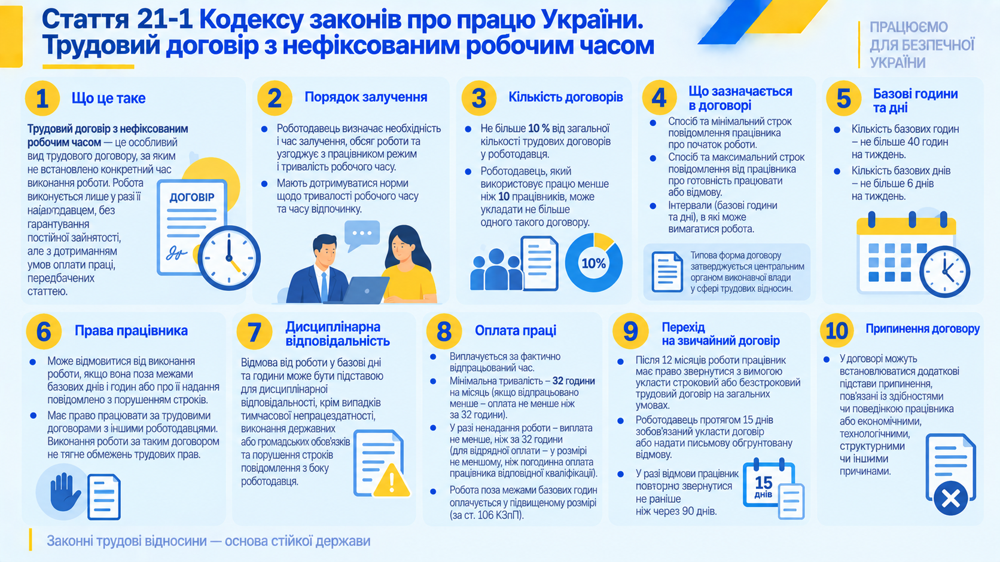 Стаття 21-1 Кодексу законів про працю України.
Трудовий договір з нефіксованим робочим часом
ПРАЦЮЄМО
ДЛЯ БЕЗПЕЧНОЇ
УКРАЇНИ
1
Що це таке
Трудовий договір з нефіксованим
робочим часом — це особливий
вид трудового договору, за яким
не встановлено конкретний час
виконання роботи. Робота
виконується лише у разі її
без
гарантування
постійної зайнятості,
але з дотриманням
умов оплати праці,
передбачених
статтею.
ДОГОВІР
2
Порядок залучення
Роботодавець визначає необхідність
і час залучення, обсяг роботи та
узгоджує з працівником режим
і тривалість робочого часу.
Мають дотримуватися норми
щодо тривалості робочого часу
та часу відпочинку.
3
Кількість договорів
Не більше 10 % від загальної
кількості трудових договорів
у роботодавця.
Роботодавець, який
використовує працю менше
ніж 10 працівників, може
укладати не більше
одного такого договору.
10%
4
Що зазначається
в договорі
Спосіб та мінімальний строк
повідомлення працівника
про початок роботи.
Спосіб та максимальний строк
повідомлення від працівника
про готовність працювати
або відмову.
Інтервали (базові години
та дні), в які може
вимагатися робота.
Типова форма договору
затверджується центральним
органом виконавчої влади
у сфері трудових відносин.
5
Базові години
та дні
Кількість базових годин
– не більше 40 годин
на тиждень.
Кількість базових днів
– не більше 6 днів
на тиждень.
6
Права працівника
Може відмовитися від виконання
роботи, якщо вона поза межами
базових днів і годин або про її надання
повідомлено з порушенням строків.
Має право працювати за трудовими
договорами з іншими роботодавцями.
Виконання роботи за таким договором
не тягне обмежень трудових прав.
7
Дисциплінарна
відповідальність
Відмова від роботи у базові дні
та години може бути підставою
для дисциплінарної
відповідальності, крім випадків
тимчасової непрацездатності,
виконання державних
або громадських обов'язків
та порушення строків
повідомлення з боку
роботодавця.
8
Оплата праці
Виплачується за фактично
відпрацьований час.
Мінімальна тривалість – 32 години
на місяць (якщо відпрацьовано
менше – оплата не менше ніж
за 32 години).
У разі ненадання роботи – виплата
не менше, ніж за 32 години
(для відрядної оплати – у розмірі
не меншому, ніж погодинна оплата
працівника відповідної кваліфікації).
Робота поза межами базових годин
оплачується у підвищеному розмірі
(за ст. 106 КЗпП).
9
Перехід
на звичайний договір
Після 12 місяців роботи працівник
має право звернутися з вимогою
укласти строковий або безстроковий
трудовий договір на загальних
умовах.
Роботодавець протягом 15 днів
зобов'язаний укласти договір
або надати письмову обгрунтовану
відмову.
У разі відмови працівник
повторно звернутися
не раніше
ніж через 90 днів.
15
днів
10
Припинення договору
У договорі можуть
встановлюватися додаткові
підстави припинення,
пов'язані із здібностями
чи поведінкою працівника
або економічними,
технологічними,
структурними
чи іншими
причинами.
Законні трудові відносини — основа стійкої держави